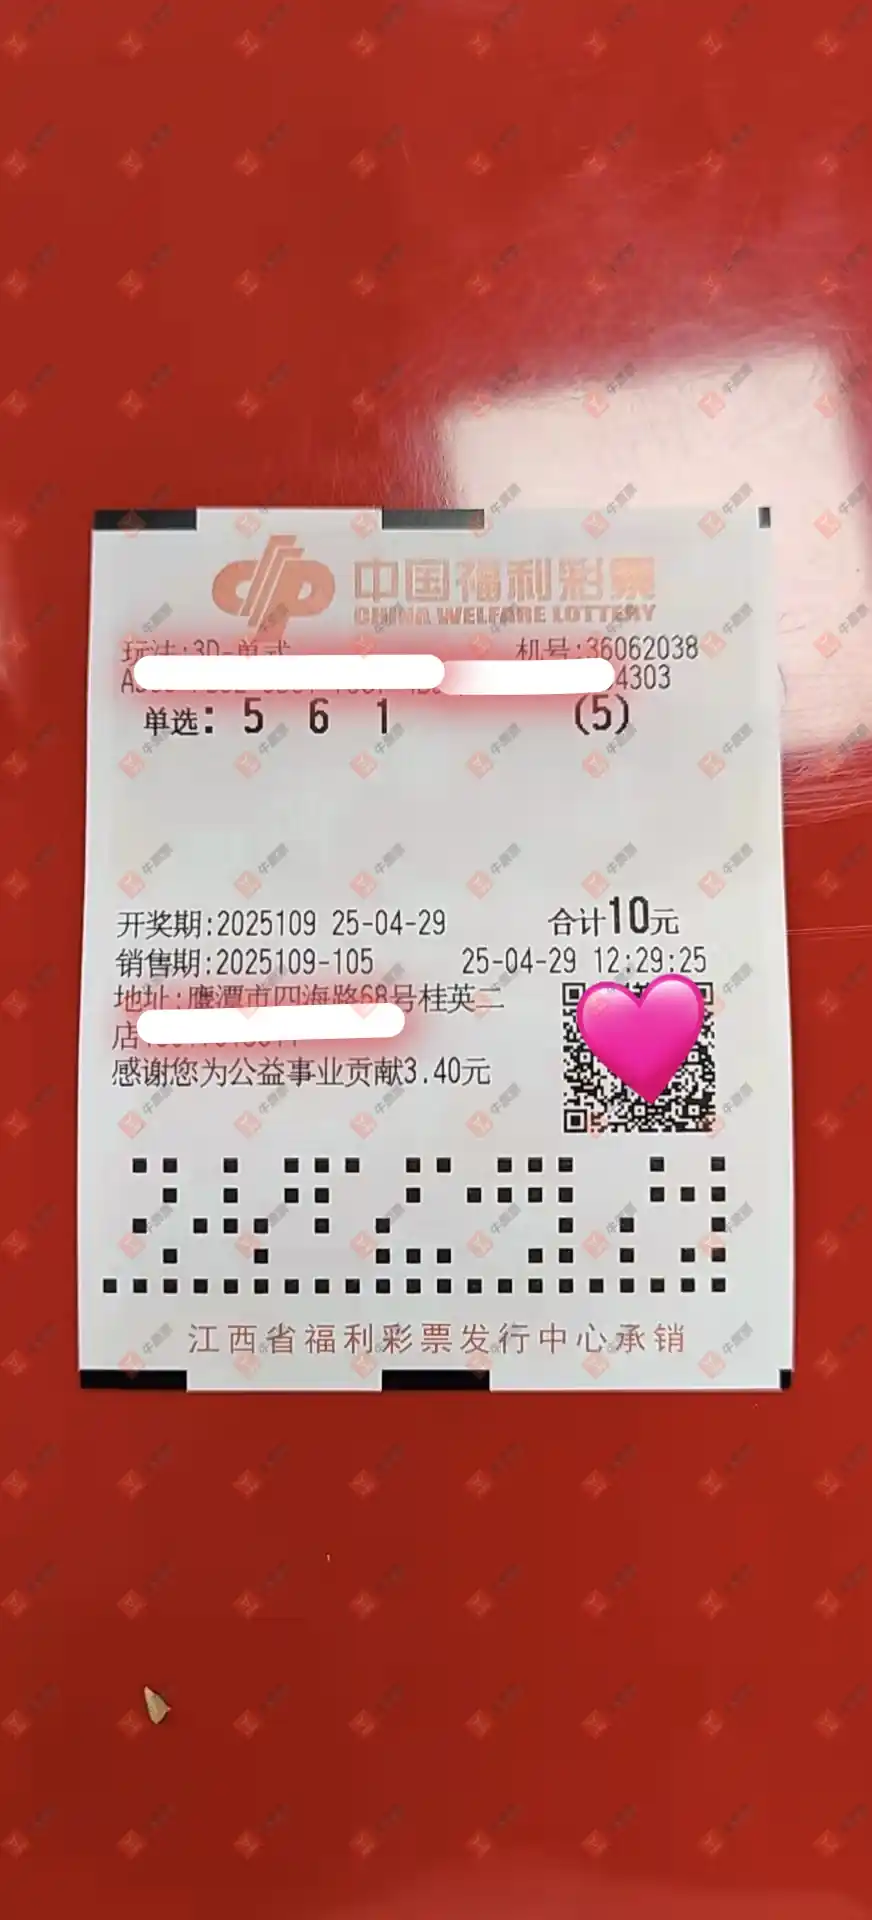 中国福利彩票
CHINA WELFARE LOTTERY
玩法:3D-单式 机号:36062038
4303
单选: 5 6 1 (5)
开奖期:2025109 25-04-29 合计10元
销售期:2025109-105 25-04-29 12:29:25
地址:鹰潭市四海路68号桂英二
店
感谢您为公益事业贡献3.40元
江西省福利彩票发行中心承销